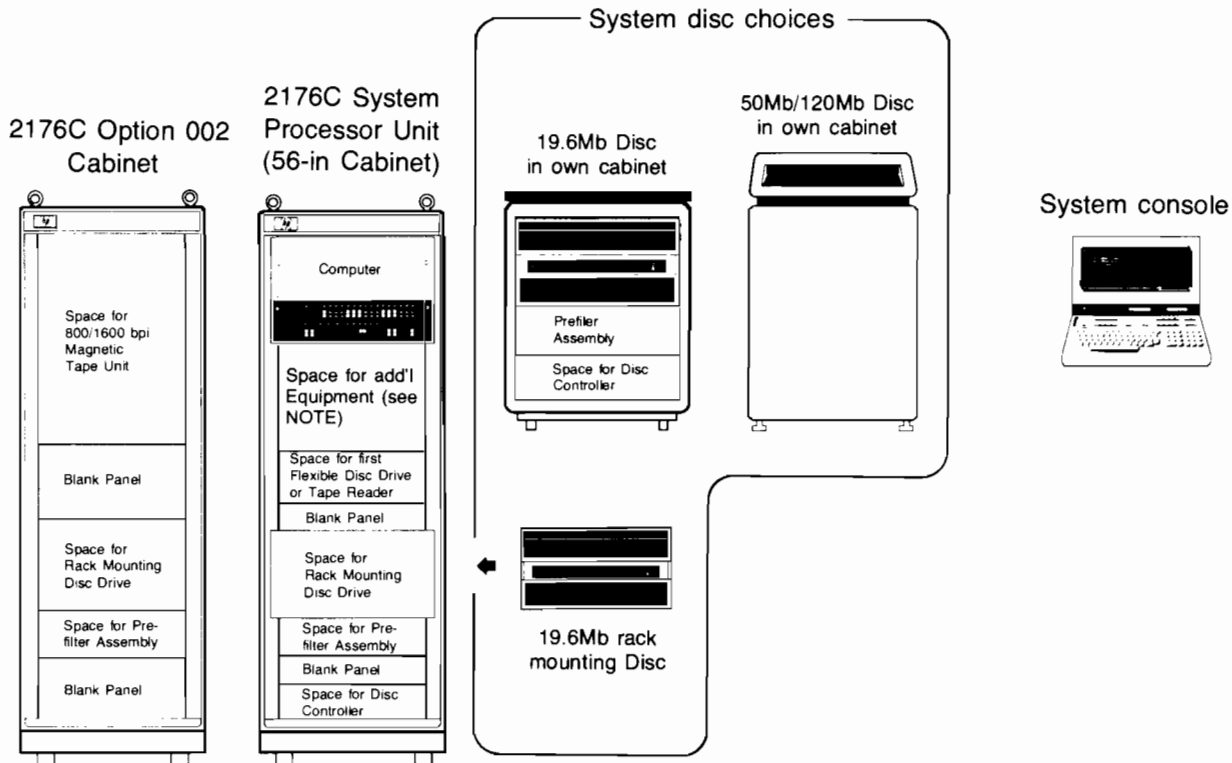 System disc choices
2176C Option 002
Cabinet
2176C System
Processor Unit
(56-in Cabinet)
19.6Mb Disc
in own cabinet
50Mb/120Mb Disc
in own cabinet
System console
Space for
800/1600 bpi
Magnetic
Tape Unit
Blank Panel
Space for
Rack Mounting
Disc Drive
Space for Pre-
filter Assembly
Blank Panel
Computer
Space for add'l
Equipment (see
NOTE)
Space for first
Flexible Disc Drive
or Tape Reader
Blank Panel
Space for
Rack Mounting
Disc Drive
Space for Pre-
filter Assembly
Blank Panel
Space for Disc
Controller
Prefiler
Assembly
Space for Disc
Controller
19.6Mb rack
mounting Disc